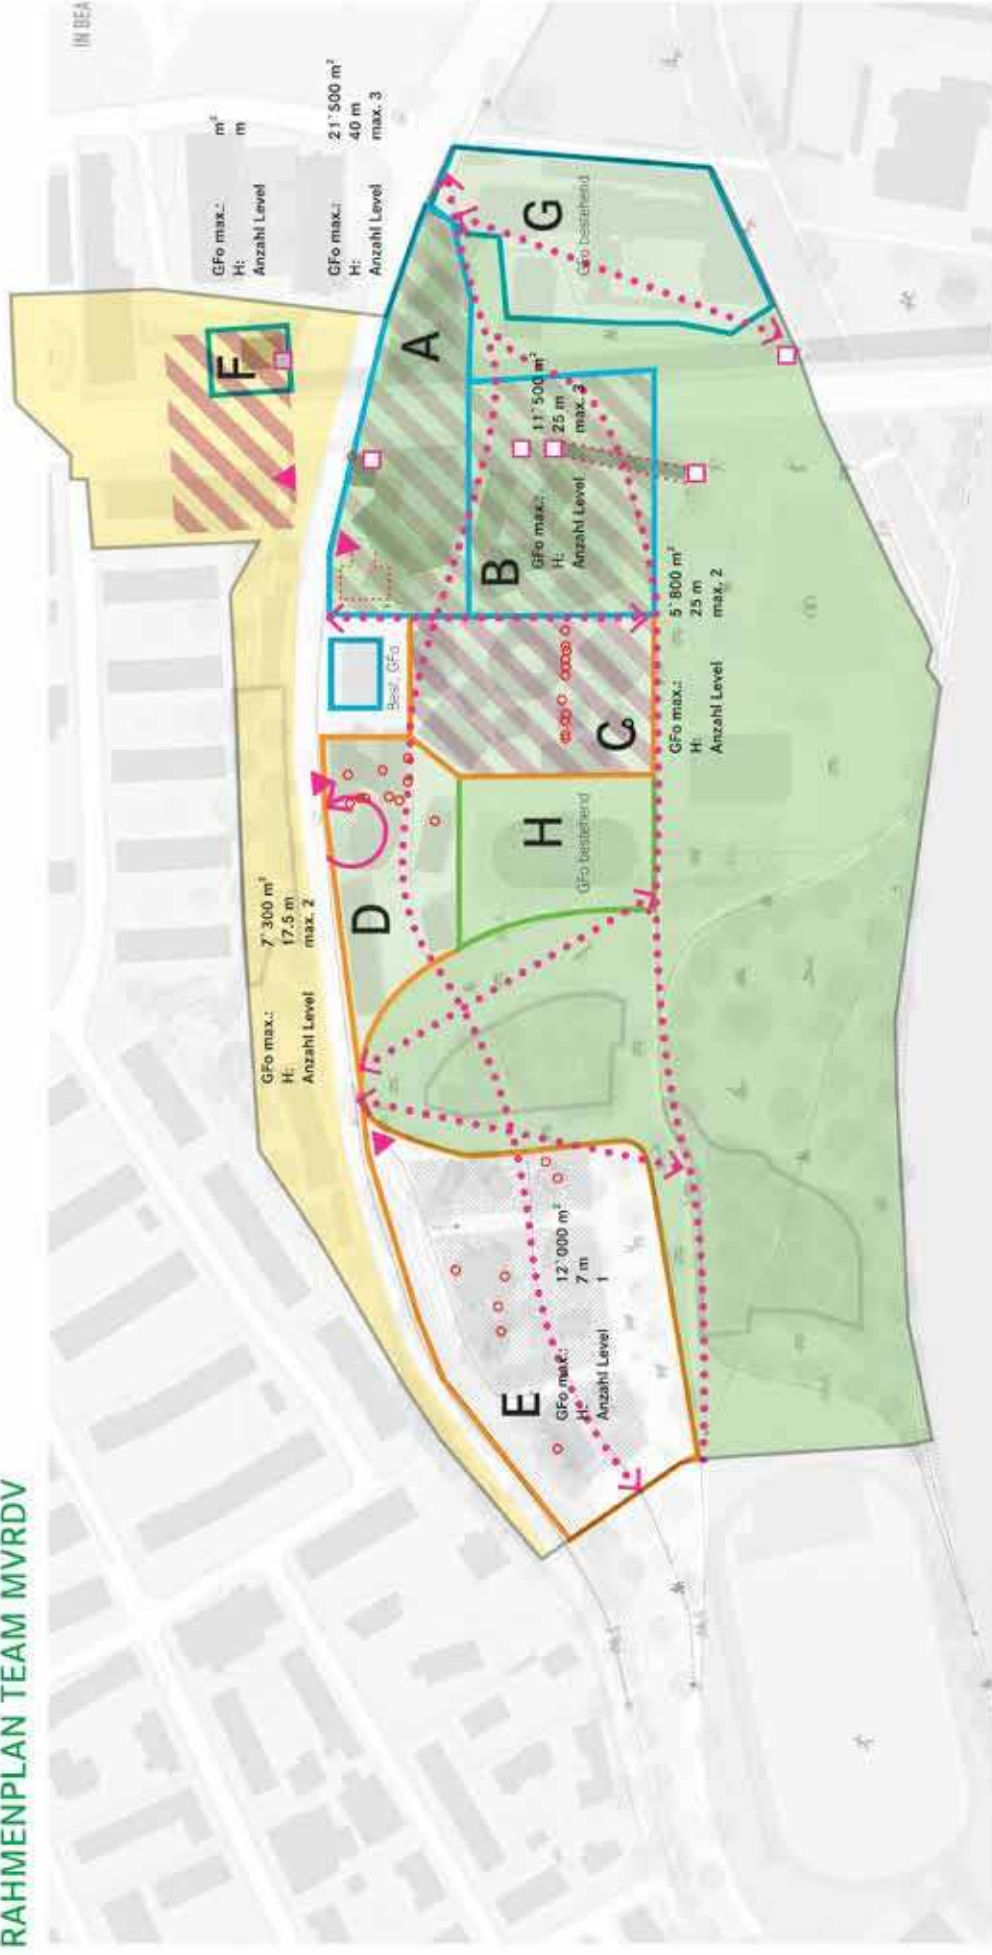 RAHMENPLAN TEAM MVRDV
IN BEA
GFo max.: m²
H: m
Anzahl Level
GFo max.: 21`500 m²
H: 40 m
Anzahl Level max. 3
F
A
G
GFo bestehend
B
GFo max.: 11`500 m²
H: 25 m
Anzahl Level max. 3
Best. GFo
C
GFo max.: 5`800 m²
H: 25 m
Anzahl Level max. 2
H
GFo bestehend
D
GFo max.: 7`300 m²
H: 17.5 m
Anzahl Level max. 2
E
GFo max.: 12`000 m²
H: 7 m
Anzahl Level 1